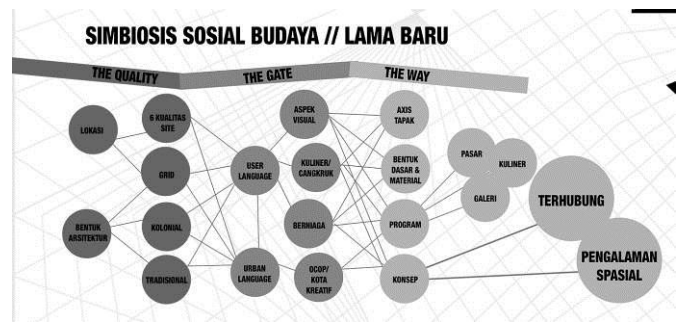 SIMBIOSIS SOSIAL BUDAYA // LAMA BARU
THE QUALITY
THE GATE
THE WAY
LOKASI
BENTUK
ARSITEKTUR
6 KUALITAS
SITE
GRID
KOLONIAL
TRADISIONAL
USER
LANGUAGE
URBAN
LANGUAGE
ASPEK
VISUAL
KULINER/
CANGKRUK
BERNIAGA
OCOP/
KOTA
KREATIF
AXIS
TAPAK
BENTUK
DASAR &
MATERIAL
PROGRAM
KONSEP
PASAR
KULINER
GALERI
TERHUBUNG
PENGALAMAN
SPASIAL